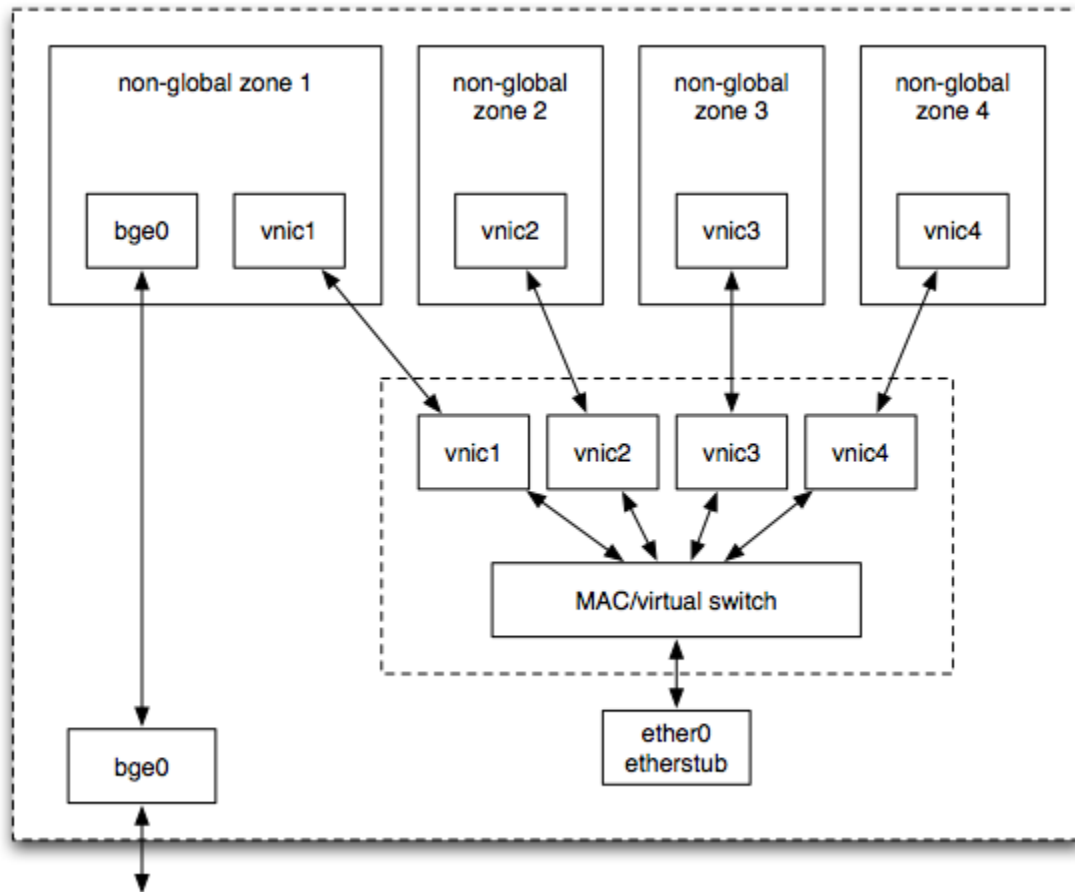 non-global zone 1
non-global
zone 2
non-global
zone 3
non-global
zone 4
bge0
vnic1
vnic2
vnic3
vnic4
vnic1
vnic2
vnic3
vnic4
MAC/virtual switch
ether0
etherstub
bge0